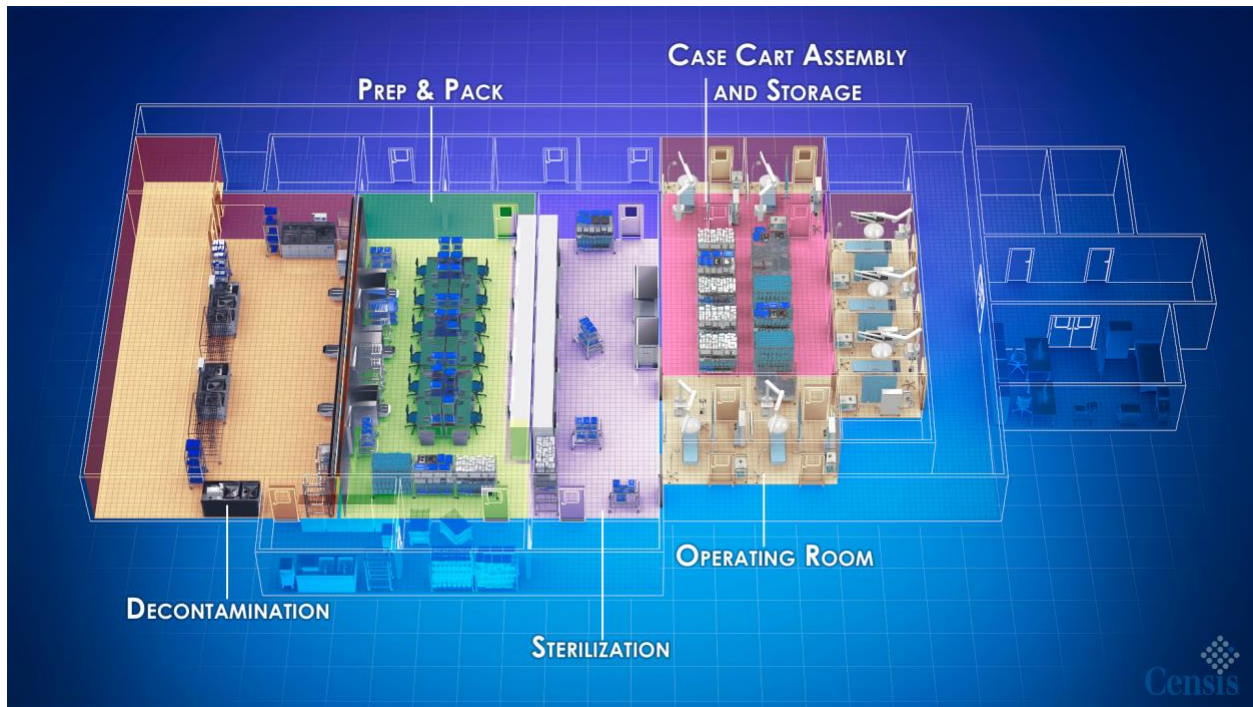 CASE CART ASSEMBLY
AND STORAGE
PREP & PACK
OPERATING ROOM
DECONTAMINATION
STERILIZATION
Censis